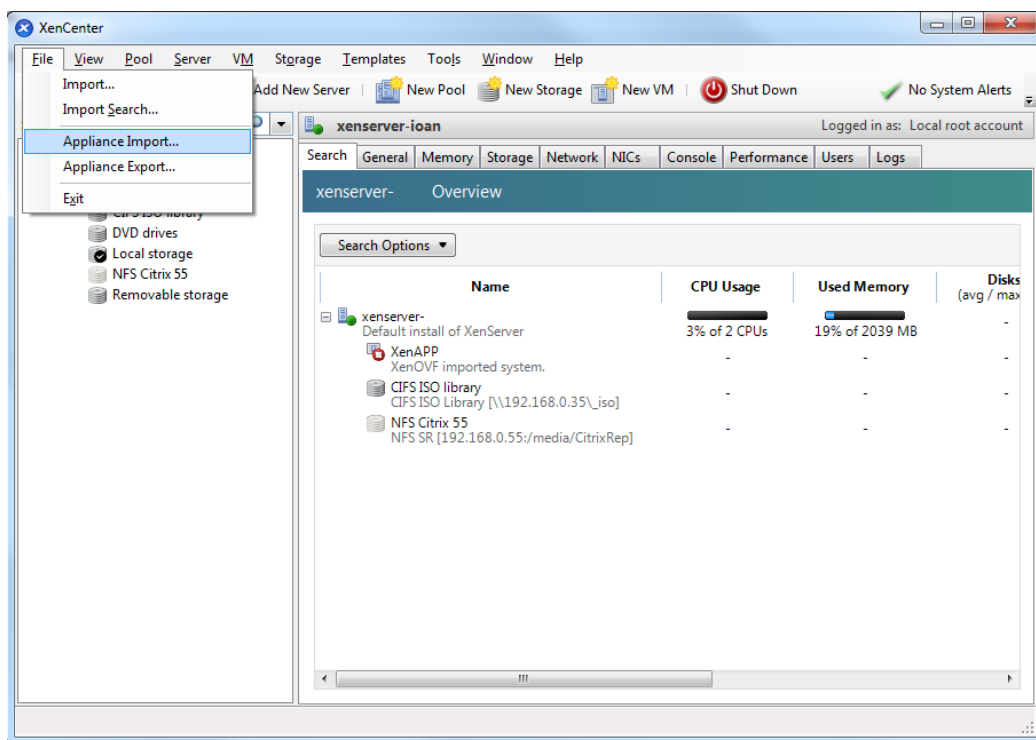 XenCenter
File View Pool Server VM Storage Templates Tools Window Help
Import...
Add New Server New Pool New Storage New VM Shut Down No System Alerts
Import Search...
xenserver-ioan Logged in as: Local root account
Appliance Import...
Search General Memory Storage Network NICs Console Performance Users Logs
Appliance Export...
xenserver- Overview
Exit
DVD drives
Local storage
NFS Citrix 55
Removable storage
Search Options
Name CPU Usage Used Memory Disks
(avg / max
xenserver-
Default install of XenServer 3% of 2 CPUs 19% of 2039 MB -
XenAPP
XenOVF imported system. - - -
CIFS ISO library
CIFS ISO Library [\\192.168.0.35\_iso] - - -
NFS Citrix 55
NFS SR [192.168.0.55:/media/CitrixRep] - - -